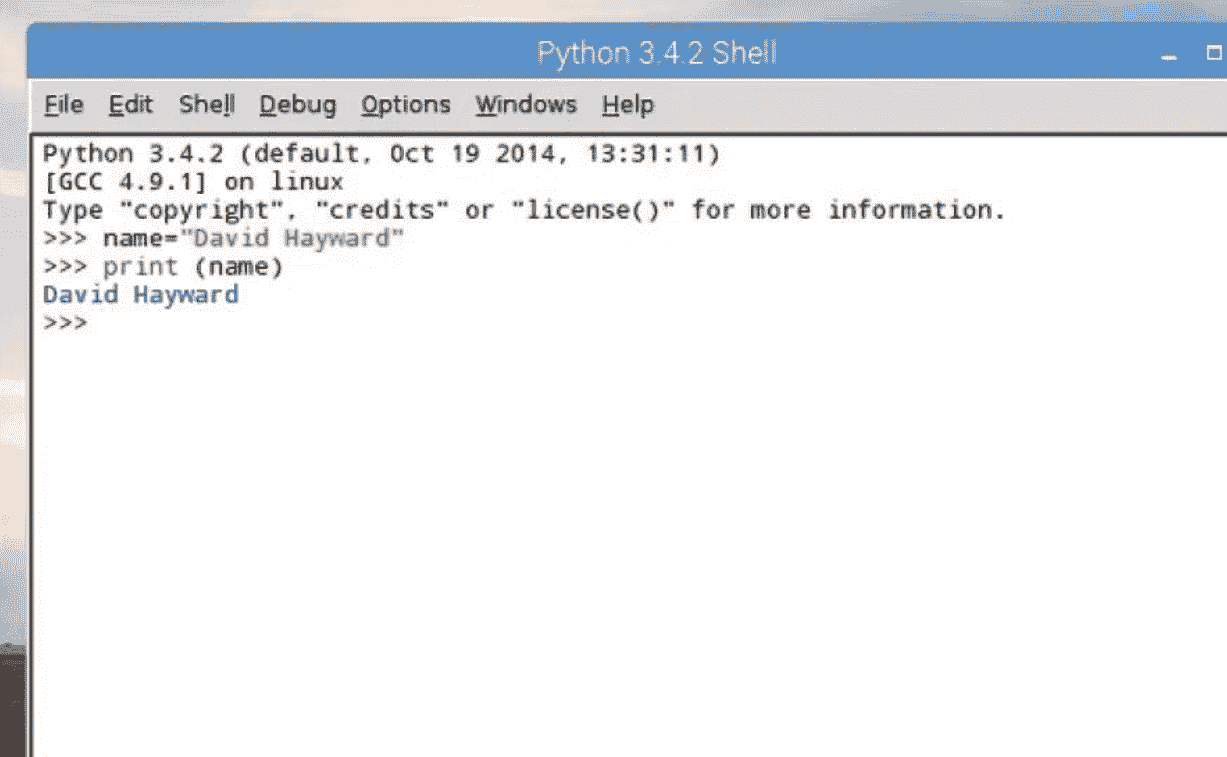 Python 3.4.2 Shell
File Edit Shell Debug Options Windows Help
Python 3.4.2 (default, Oct 19 2014, 13:31:11)
[GCC 4.9.1] on linux
Type "copyright", "credits" or "license()" for more information.
>>> name="David Hayward"
>>> print (name)
David Hayward
>>>